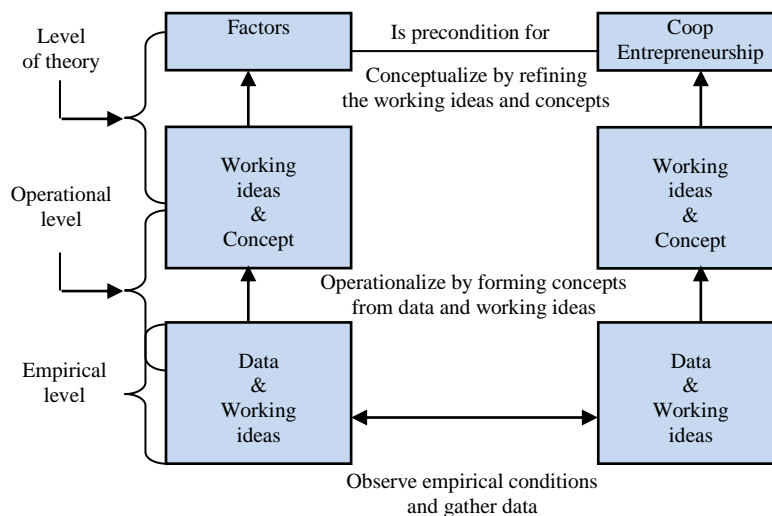 Level
of theory
Factors
Is precondition for
Coop
Entrepreneurship
Conceptualize by refining
the working ideas and concepts
Working
ideas
&
Concept
Working
ideas
&
Concept
Operational
level
Operationalize by forming concepts
from data and working ideas
Empirical
level
Data
&
Working
ideas
Data
&
Working
ideas
Observe empirical conditions
and gather data